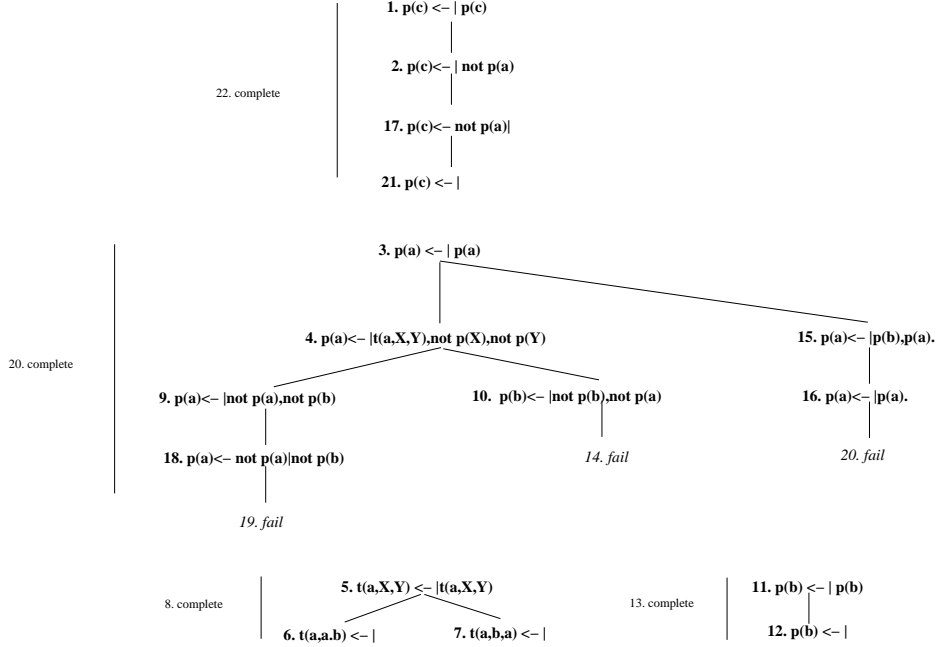 1. p(c) <– | p(c)
2. p(c)<– | not p(a)
22. complete
17. p(c)<– not p(a)|
21. p(c) <– |
3. p(a) <– | p(a)
4. p(a)<– |t(a,X,Y),not p(X),not p(Y)
15. p(a)<– |p(b),p(a).
20. complete
9. p(a)<– |not p(a),not p(b)
10. p(b)<– |not p(b),not p(a)
16. p(a)<– |p(a).
18. p(a)<– not p(a)|not p(b)
14. fail
20. fail
19. fail
5. t(a,X,Y) <– |t(a,X,Y)
11. p(b) <– | p(b)
8. complete
13. complete
6. t(a,a.b) <– |
7. t(a,b,a) <– |
12. p(b) <– |